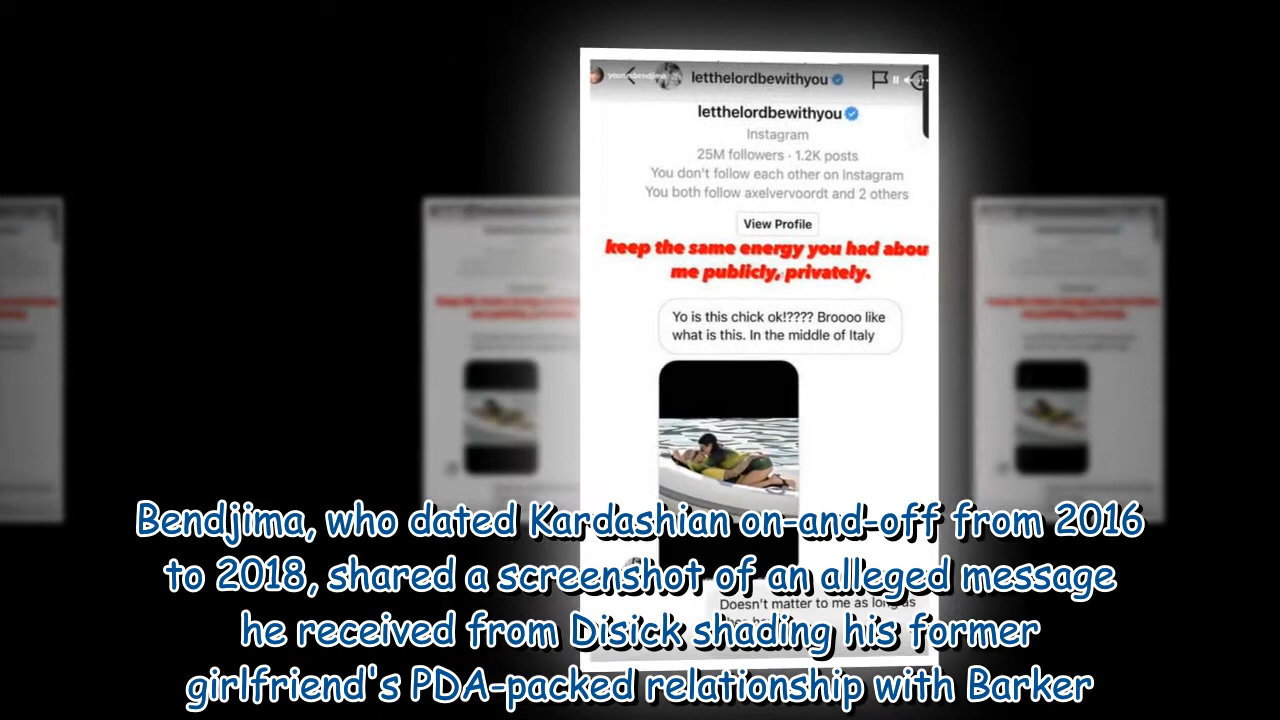 younesbendjima
letthelordbewithyou
letthelordbewithyou
Instagram
25M followers · 1.2K posts
You don't follow each other on Instagram
You both follow axelvervoordt and 2 others
View Profile
keep the same energy you had abou
me publicly, privately.
Yo is this chick ok!???? Broooo like
what is this. In the middle of Italy
Doesn't matter to me as long as
Bendjima, who dated Kardashian on-and-off from 2016
to 2018, shared a screenshot of an alleged message
he received from Disick shading his former
girlfriend's PDA-packed relationship with Barker